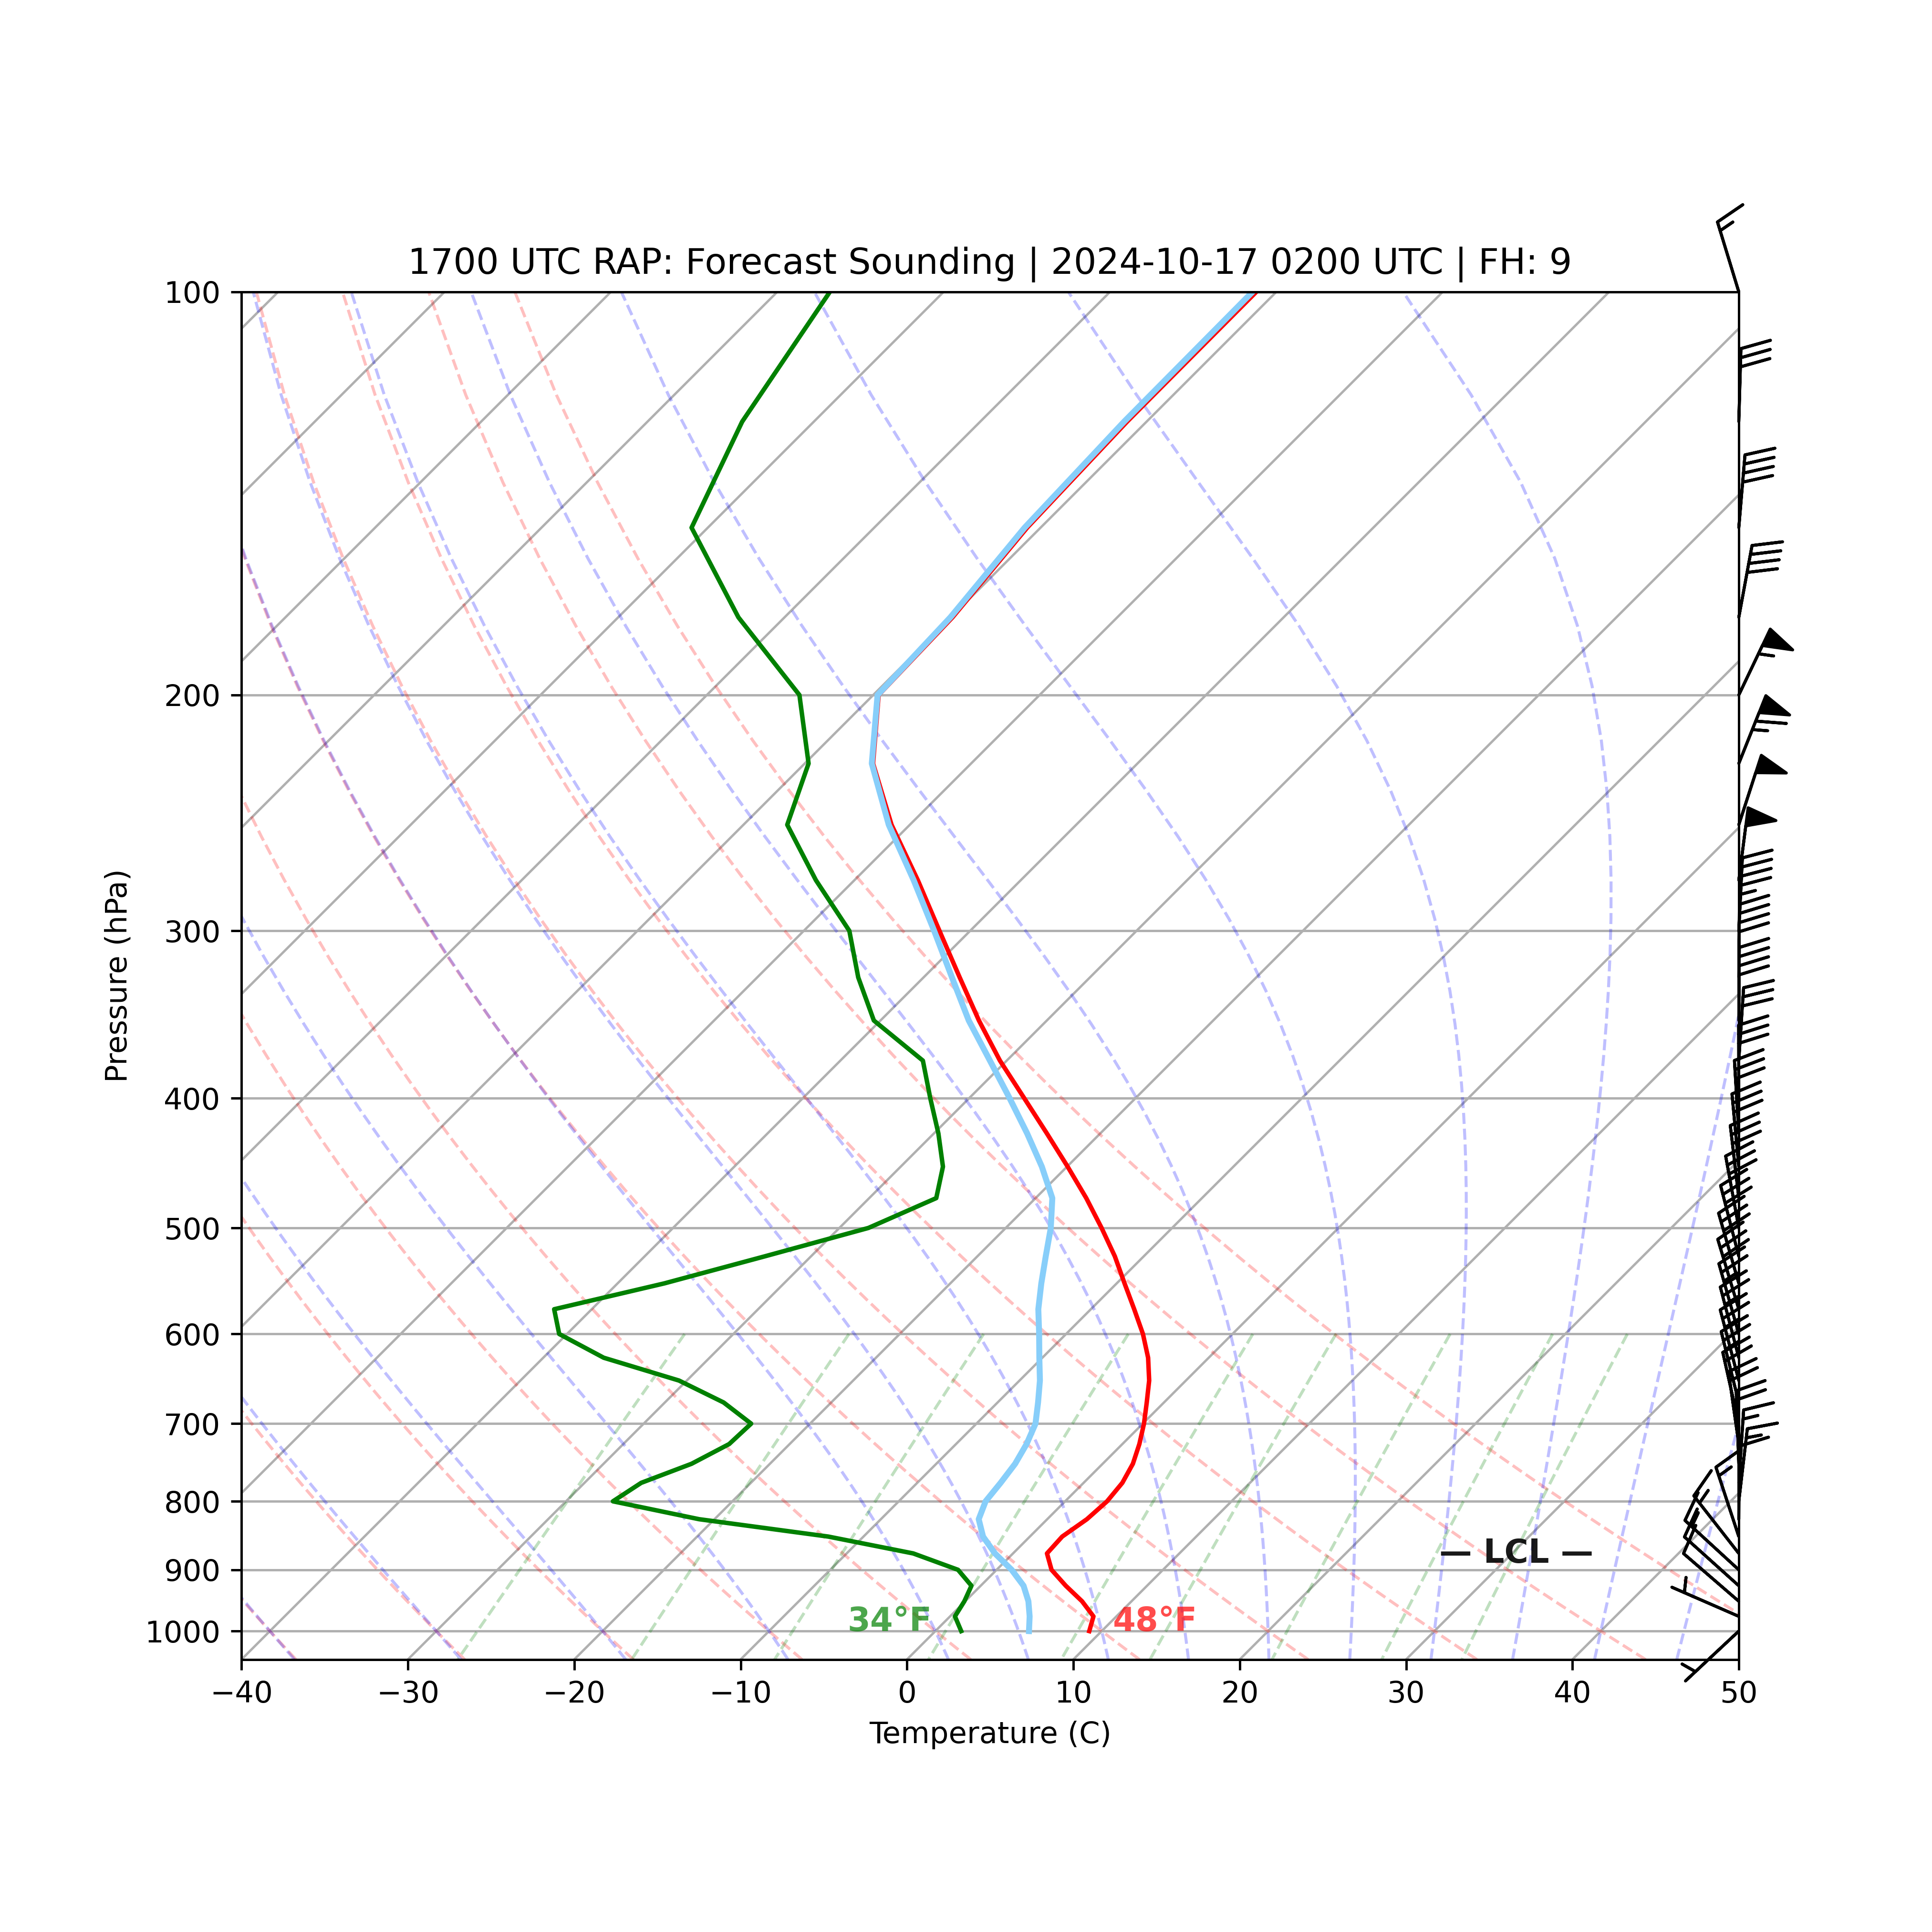 1700 UTC RAP: Forecast Sounding | 2024-10-17 0200 UTC | FH: 9
100
200
300
400
500
600
700
800
900
1000
Pressure (hPa)
— LCL —
34°F
48°F
−40 −30 −20 −10 0 10 20 30 40 50
Temperature (C)